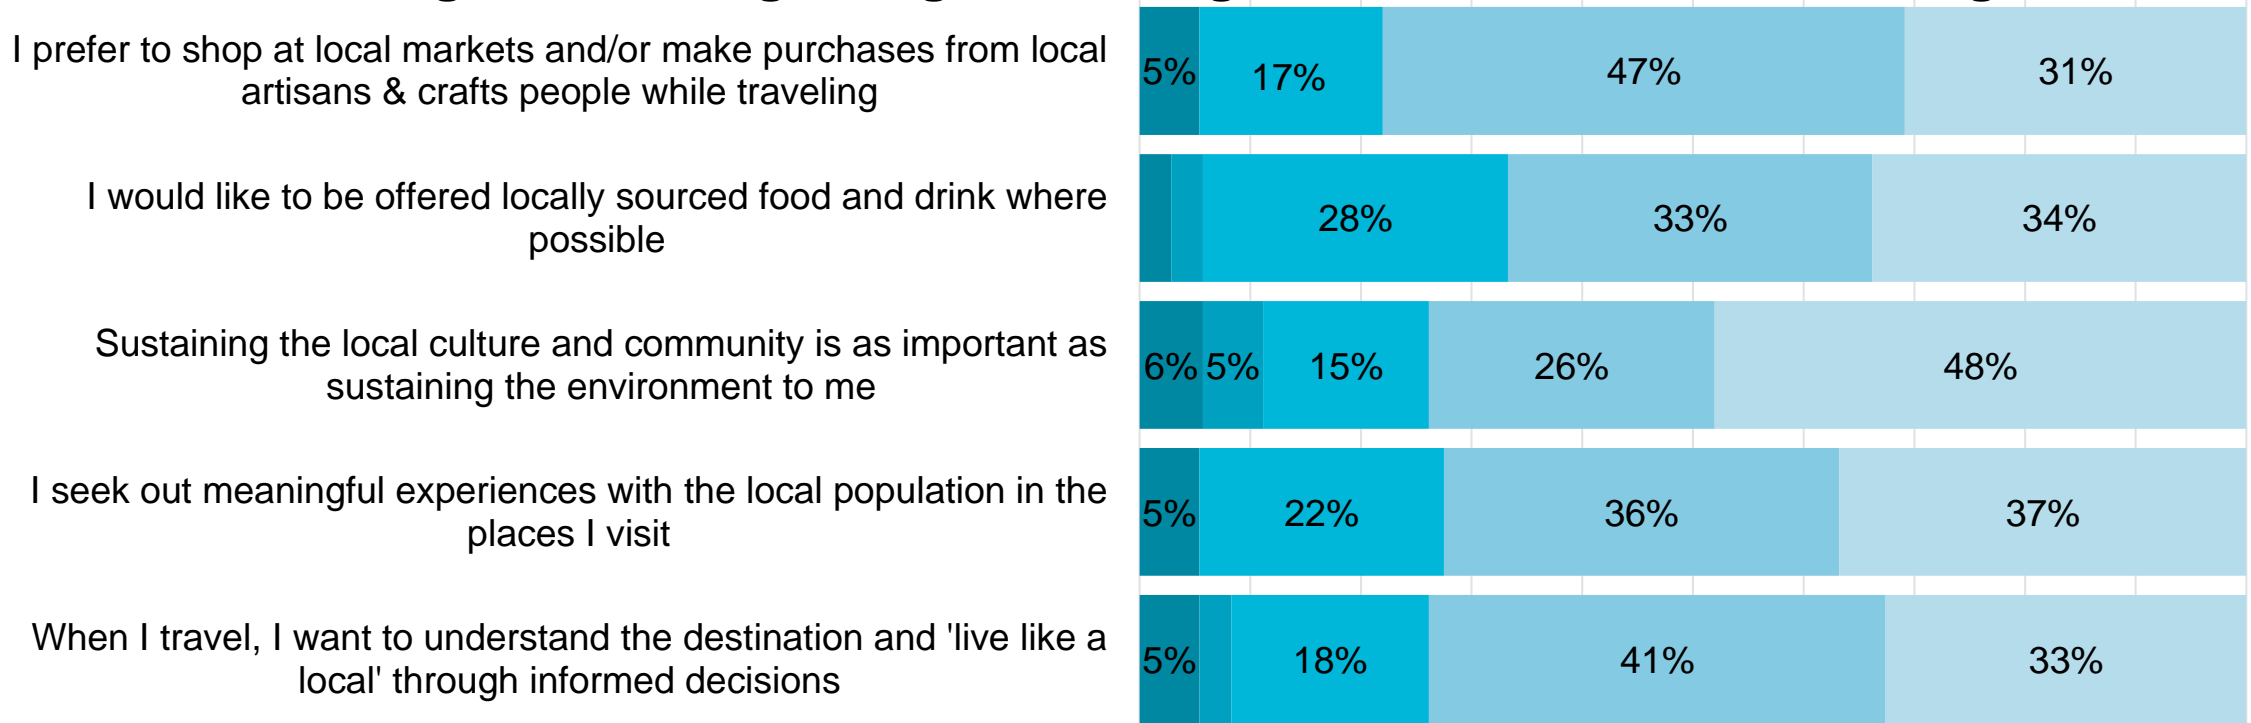 I prefer to shop at local markets and/or make purchases from local
artisans & crafts people while traveling
5% 17% 47% 31%
I would like to be offered locally sourced food and drink where
possible
28% 33% 34%
Sustaining the local culture and community is as important as
sustaining the environment to me
6% 5% 15% 26% 48%
I seek out meaningful experiences with the local population in the
places I visit
5% 22% 36% 37%
When I travel, I want to understand the destination and 'live like a
local' through informed decisions
5% 18% 41% 33%